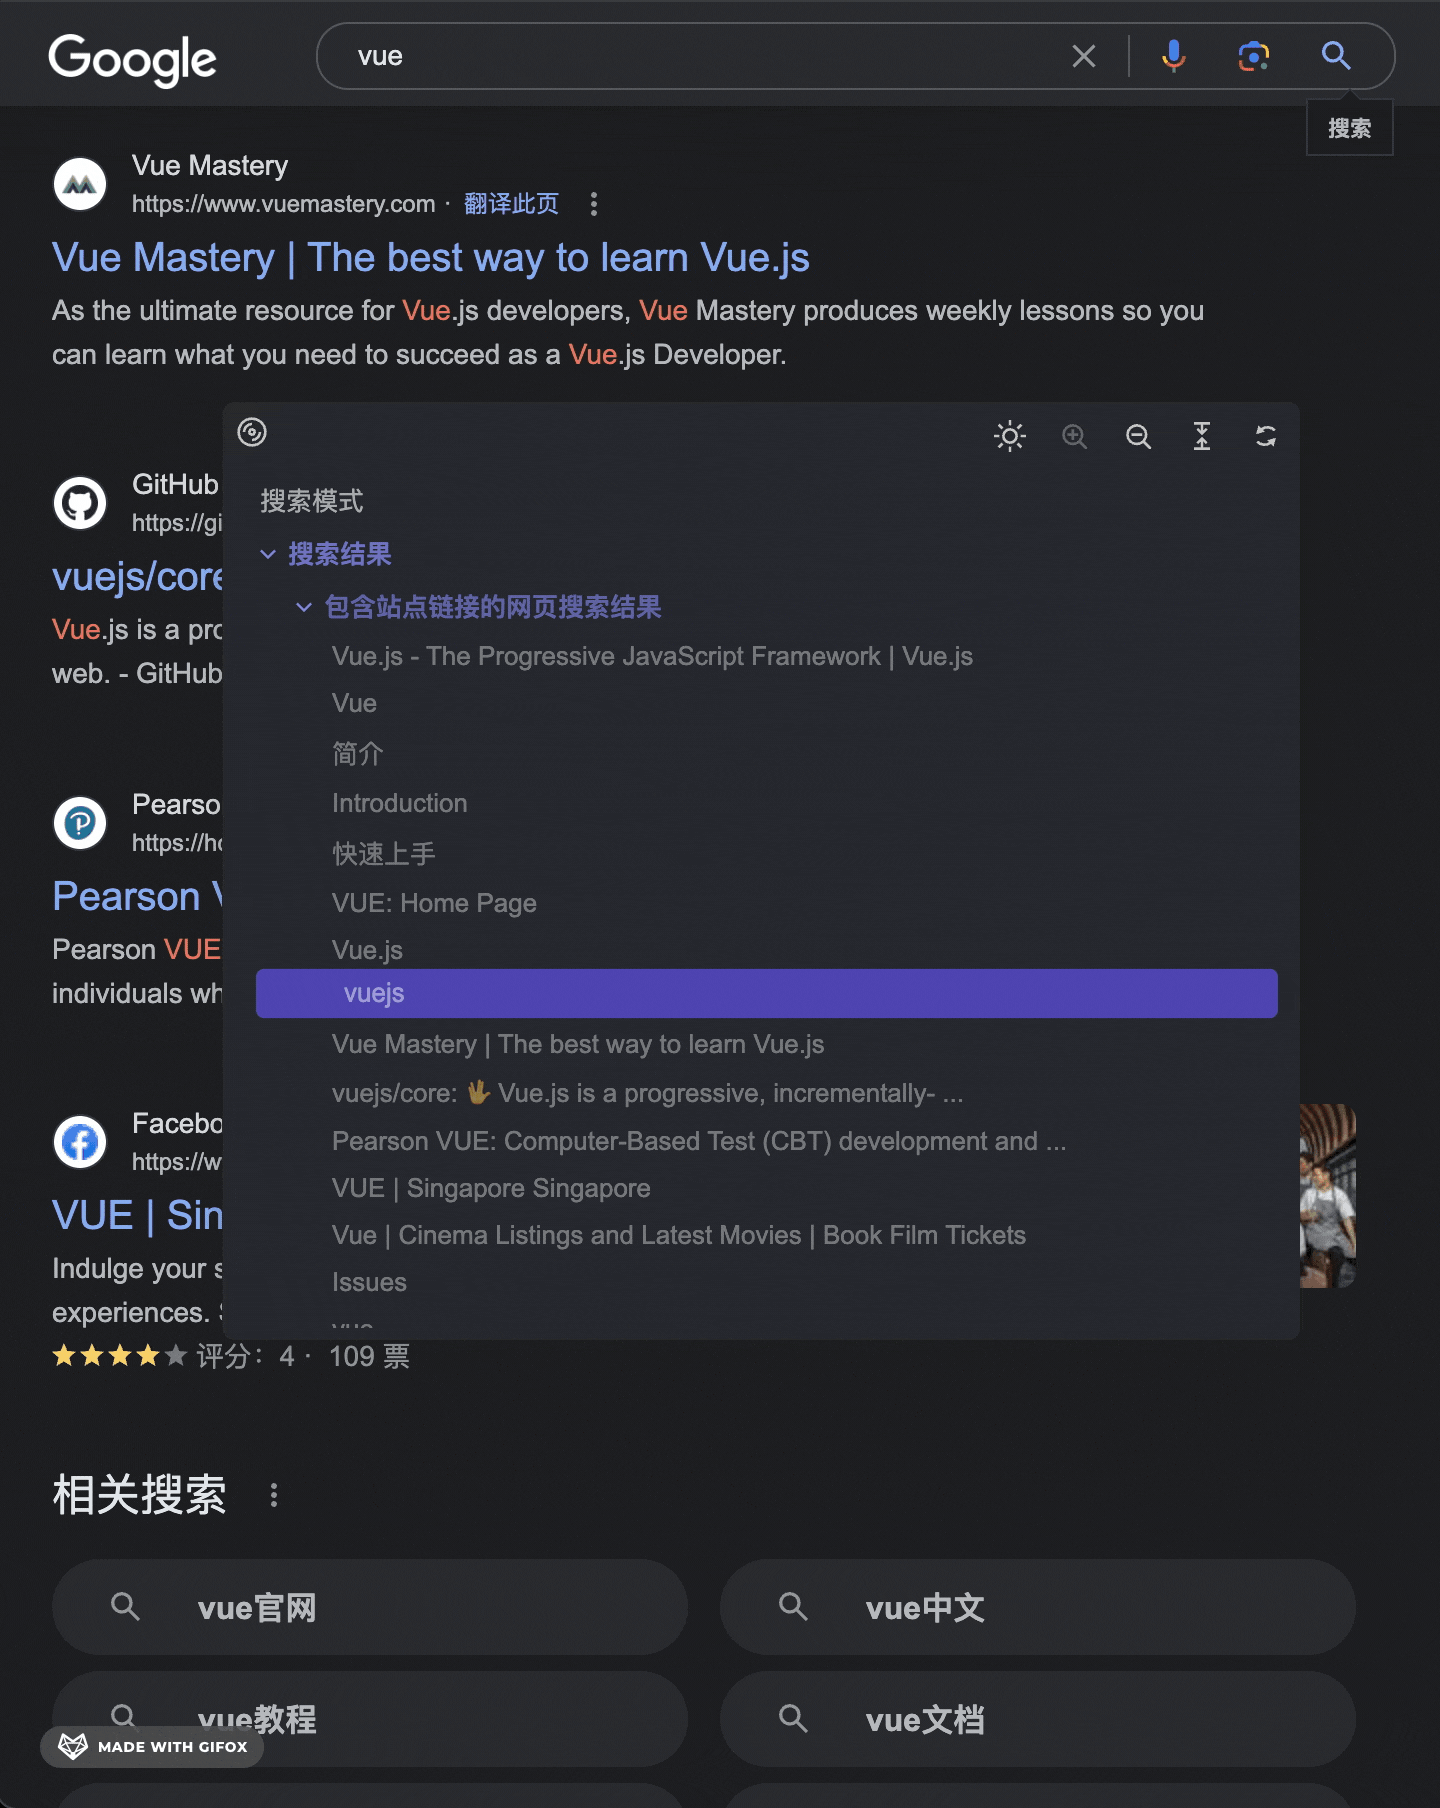 Google
vue
搜索
Vue Mastery
https://www.vuemastery.com · 翻译此页
Vue Mastery | The best way to learn Vue.js
As the ultimate resource for Vue.js developers, Vue Mastery produces weekly lessons so you
can learn what you need to succeed as a Vue.js Developer.
GitHub
https://gi
vuejs/core
Vue.js is a pro
web. - GitHub
Pearso
https://ho
Pearson V
Pearson VUE
individuals wh
Facebo
https://w
VUE | Sin
Indulge your s
experiences. S
评分：4 · 109 票
搜索模式
搜索结果
包含站点链接的网页搜索结果
Vue.js - The Progressive JavaScript Framework | Vue.js
Vue
简介
Introduction
快速上手
VUE: Home Page
Vue.js
vuejs
Vue Mastery | The best way to learn Vue.js
vuejs/core: 🖖 Vue.js is a progressive, incrementally- ...
Pearson VUE: Computer-Based Test (CBT) development and ...
VUE | Singapore Singapore
Vue | Cinema Listings and Latest Movies | Book Film Tickets
Issues
相关搜索
vue官网
vue中文
vue教程
vue文档
MADE WITH GIFOX